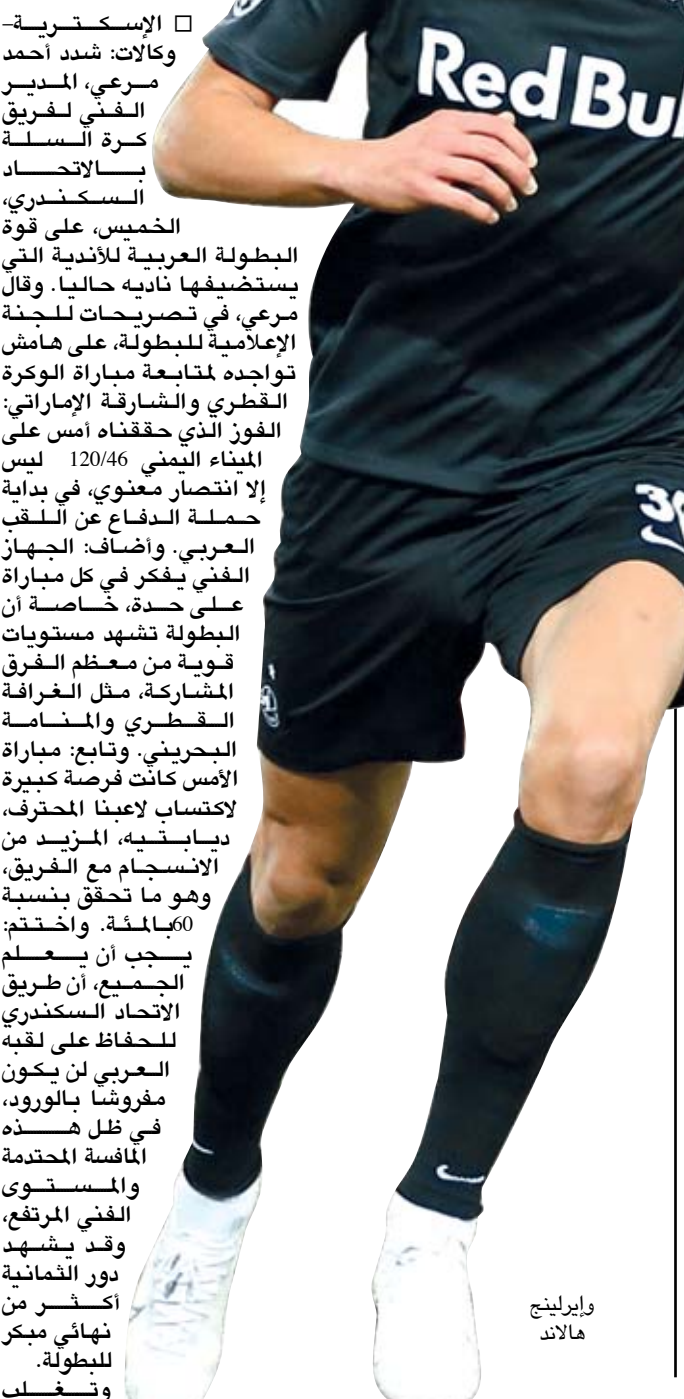 □ الإسكترية–
وكالات: شدد أحمد
مرعي، المدير
الفني لفريق
كرة السلة
بالاتحاد
السكندري،
الخميس، على قوة
البطولة العربية للأندية التي
يستضيفها ناديه حاليا. وقال
مرعي، في تصريحات للجنة
الإعلامية للبطولة، على هامش
تواجده لمتابعة مباراة الوكرة
القطري والشارقة الإماراتي:
الفوز الذي حققناه أمس على
الميناء اليمني 120/46 ليس
إلا انتصار معنوي، في بداية
حملة الدفاع عن اللقب
العربي. وأضاف: الجهاز
الفني يفكر في كل مباراة
على حدة، خاصة أن
البطولة تشهد مستويات
قوية من معظم الفرق
المشاركة، مثل الغرافة
القطري والمنامة
البحريني. وتابع: مباراة
الأمس كانت فرصة كبيرة
لاكتساب لاعبنا المحترف،
ديابتيه، المزيد من
الانسجام مع الفريق،
وهو ما تحقق بنسبة
60بالمئة. واختتم:
يجب أن يعلم
الجميع، أن طريق
الاتحاد السكندري
للحفاظ على لقبه
العربي لن يكون
مفروشا بالورود،
في ظل هذه
المافسة المحتدمة
والمستوى
الفني المرتفع،
وقد يشهد
دور الثمانية
أكثر من
نهائي مبكر
للبطولة.
وتغلب
Red Bul
30
وإيرلينج
هالاند